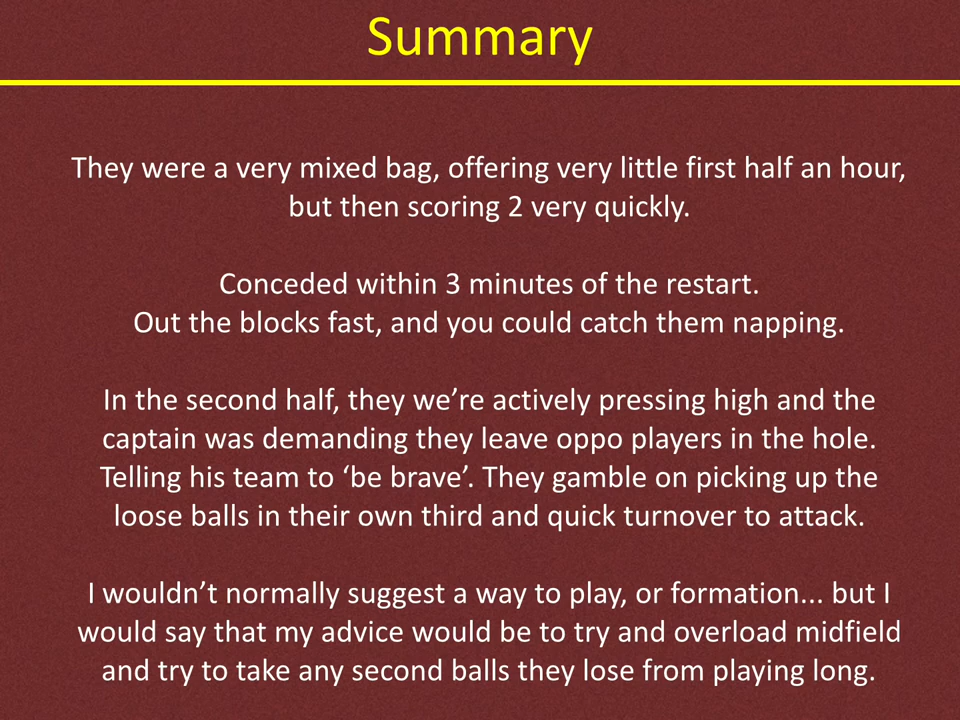 Summary
They were a very mixed bag, offering very little first half an hour,
but then scoring 2 very quickly.
Conceded within 3 minutes of the restart.
Out the blocks fast, and you could catch them napping.
In the second half, they we’re actively pressing high and the
captain was demanding they leave oppo players in the hole.
Telling his team to ‘be brave’. They gamble on picking up the
loose balls in their own third and quick turnover to attack.
I wouldn’t normally suggest a way to play, or formation... but I
would say that my advice would be to try and overload midfield
and try to take any second balls they lose from playing long.